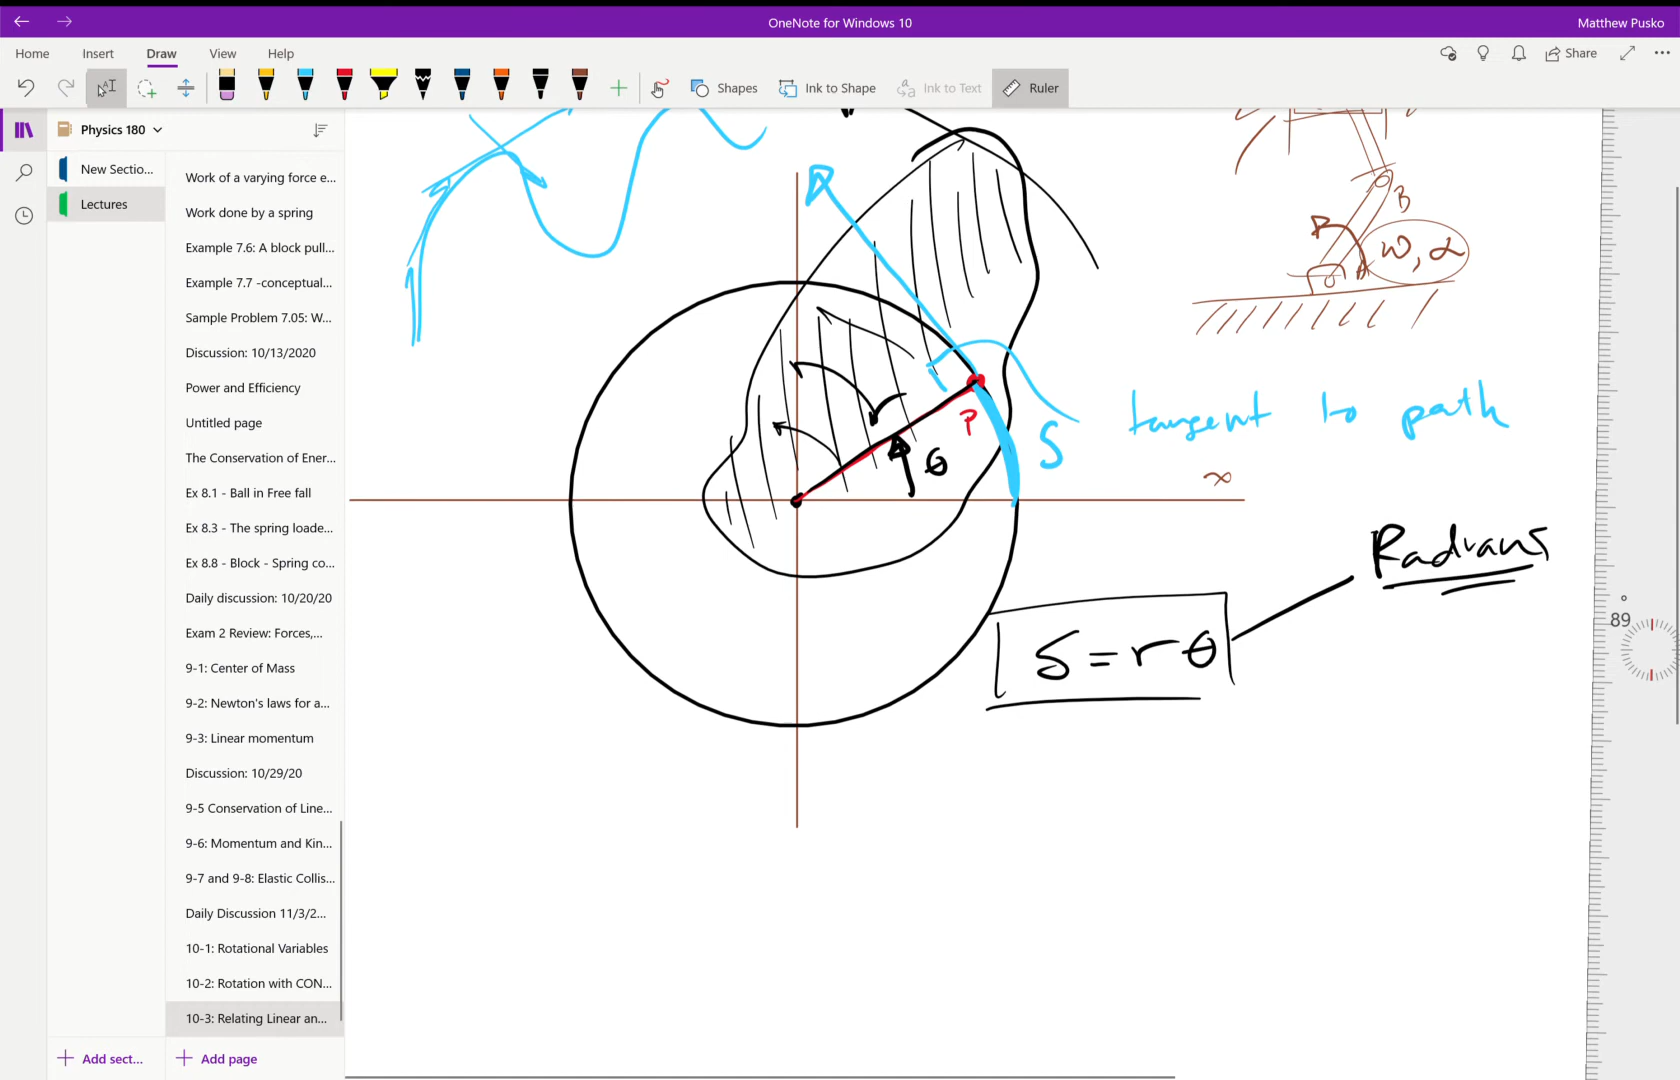 OneNote for Windows 10
Matthew Pusko
Home
Insert
Draw
View
Help
Share
Shapes
Ink to Shape
Ink to Text
Ruler
Physics 180
New Sectio...
Lectures
Work of a varying force e...
Work done by a spring
Example 7.6: A block pull...
Example 7.7 -conceptual...
Sample Problem 7.05: W...
Discussion: 10/13/2020
Power and Efficiency
Untitled page
The Conservation of Ener...
Ex 8.1 - Ball in Free fall
Ex 8.3 - The spring loade...
Ex 8.8 - Block - Spring co...
Daily discussion: 10/20/20
Exam 2 Review: Forces,...
9-1: Center of Mass
9-2: Newton's laws for a...
9-3: Linear momentum
Discussion: 10/29/20
9-5 Conservation of Line...
9-6: Momentum and Kin...
9-7 and 9-8: Elastic Collis...
Daily Discussion 11/3/2...
10-1: Rotational Variables
10-2: Rotation with CON...
10-3: Relating Linear an...
Add sect...
Add page
B
A
ω, α
r
P
θ
S
tangent to path
x
Radians
S = rθ
89°